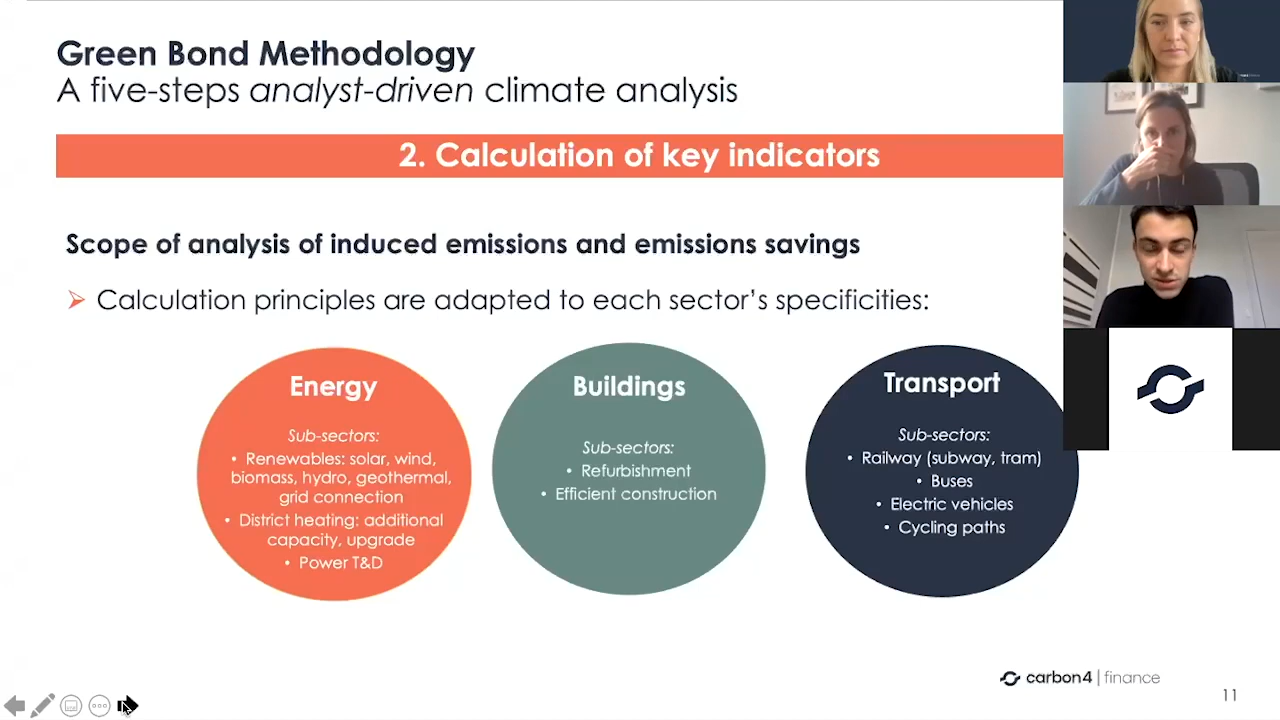 Green Bond Methodology
A five-steps analyst-driven climate analysis
2. Calculation of key indicators
Scope of analysis of induced emissions and emissions savings
➢ Calculation principles are adapted to each sector's specificities:
Energy
Sub-sectors:
• Renewables: solar, wind,
biomass, hydro, geothermal,
grid connection
• District heating: additional
capacity, upgrade
• Power T&D
Buildings
Sub-sectors:
• Refurbishment
• Efficient construction
Transport
Sub-sectors:
• Railway (subway, tram)
• Buses
• Electric vehicles
• Cycling paths
carbon4 | finance
11